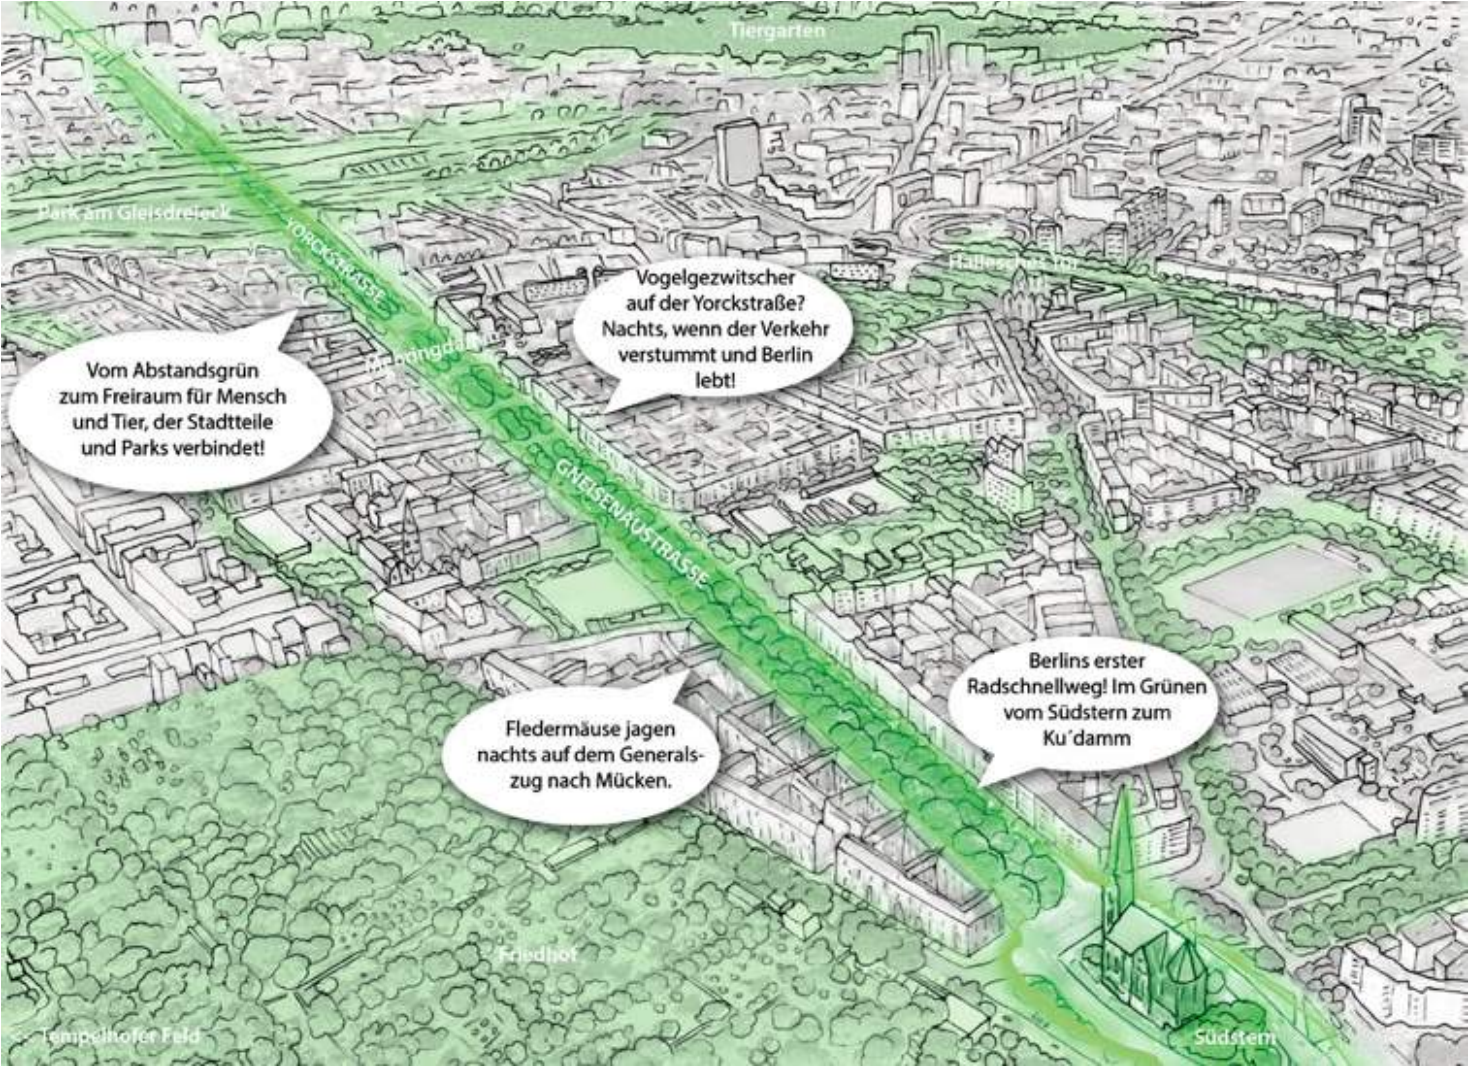 Tiergarten
Park am Gleisdreieck
YORCKSTRASSE
Hallesches Tor
Vogelgezwitscher
auf der Yorckstraße?
Nachts, wenn der Verkehr
verstummt und Berlin
lebt!
Mehringdamm
Vom Abstandsgrün
zum Freiraum für Mensch
und Tier, der Stadtteile
und Parks verbindet!
GNEISENAUSTRASSE
Berlins erster
Radschnellweg! Im Grünen
vom Südstern zum
Ku´damm
Fledermäuse jagen
nachts auf dem Generals-
zug nach Mücken.
Friedhof
<< Tempelhofer Feld
Südstern